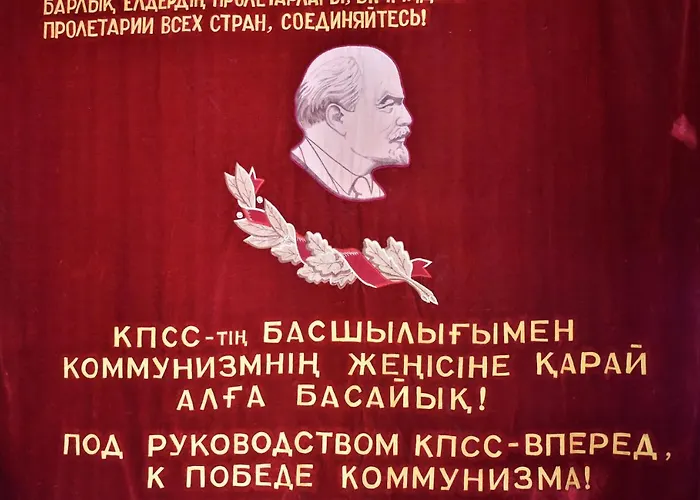 БАРЛЫҚ ЕЛДЕРДІҢ ПРОЛЕТАРЛАРЫ,
ПРОЛЕТАРИИ ВСЕХ СТРАН, СОЕДИНЯЙТЕСЬ!
КПСС-тің БАСШЫЛЫҒЫМЕН
КОММУНИЗМНІҢ ЖЕҢІСІНЕ ҚАРАЙ
АЛҒА БАСАЙЫҚ!
ПОД РУКОВОДСТВОМ КПСС-ВПЕРЕД,
К ПОБЕДЕ КОММУНИЗМА!